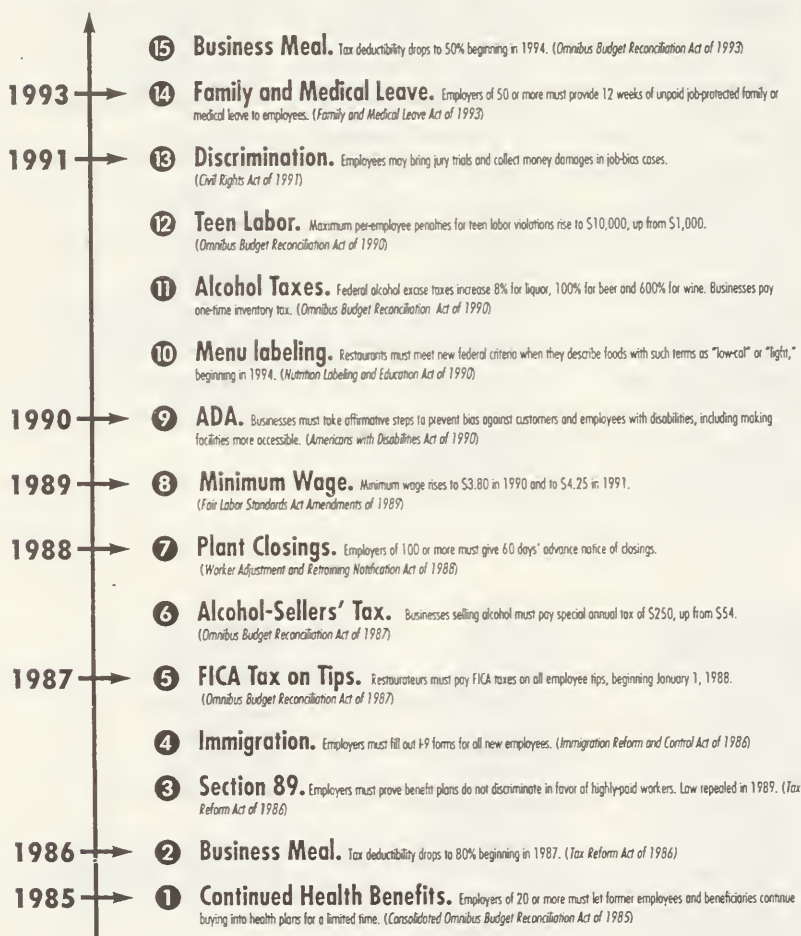 15 Business Meal. Tax deductibility drops to 50% beginning in 1994. (Omnibus Budget Reconciliation Act of 1993)
1993 14 Family and Medical Leave. Employers of 50 or more must provide 12 weeks of unpaid job-protected family or
medical leave to employees. (Family and Medical Leave Act of 1993)
1991 13 Discrimination. Employees may bring jury trials and collect money damages in job-bias cases.
(Civil Rights Act of 1991)
12 Teen Labor. Maximum per-employee penalties for teen labor violations rise to $10,000, up from $1,000.
(Omnibus Budget Reconciliation Act of 1990)
11 Alcohol Taxes. Federal alcohol excise taxes increase 8% for liquor, 100% for beer and 600% for wine. Businesses pay
one-time inventory tax. (Omnibus Budget Reconciliation Act of 1990)
10 Menu labeling. Restaurants must meet new federal criteria when they describe foods with such terms as "low-cal" or "light,"
beginning in 1994. (Nutrition Labeling and Education Act of 1990)
1990 9 ADA. Businesses must take affirmative steps to prevent bias against customers and employees with disabilities, including making
facilities more accessible. (Americans with Disabilities Act of 1990)
1989 8 Minimum Wage. Minimum wage rises to $3.80 in 1990 and to $4.25 in 1991.
(Fair Labor Standards Act Amendments of 1989)
1988 7 Plant Closings. Employers of 100 or more must give 60 days' advance notice of closings.
(Worker Adjustment and Retraining Notification Act of 1988)
6 Alcohol-Sellers' Tax. Businesses selling alcohol must pay special annual tax of $250, up from $54.
(Omnibus Budget Reconciliation Act of 1987)
1987 5 FICA Tax on Tips. Restaurateurs must pay FICA taxes on all employee tips, beginning January 1, 1988.
(Omnibus Budget Reconciliation Act of 1987)
4 Immigration. Employers must fill out I-9 forms for all new employees. (Immigration Reform and Control Act of 1986)
3 Section 89. Employers must prove benefit plans do not discriminate in favor of highly-paid workers. Law repealed in 1989. (Tax
Reform Act of 1986)
1986 2 Business Meal. Tax deductibility drops to 80% beginning in 1987. (Tax Reform Act of 1986)
1985 1 Continued Health Benefits. Employers of 20 or more must let former employees and beneficiaries continue
buying into health plans for a limited time. (Consolidated Omnibus Budget Reconciliation Act of 1985)